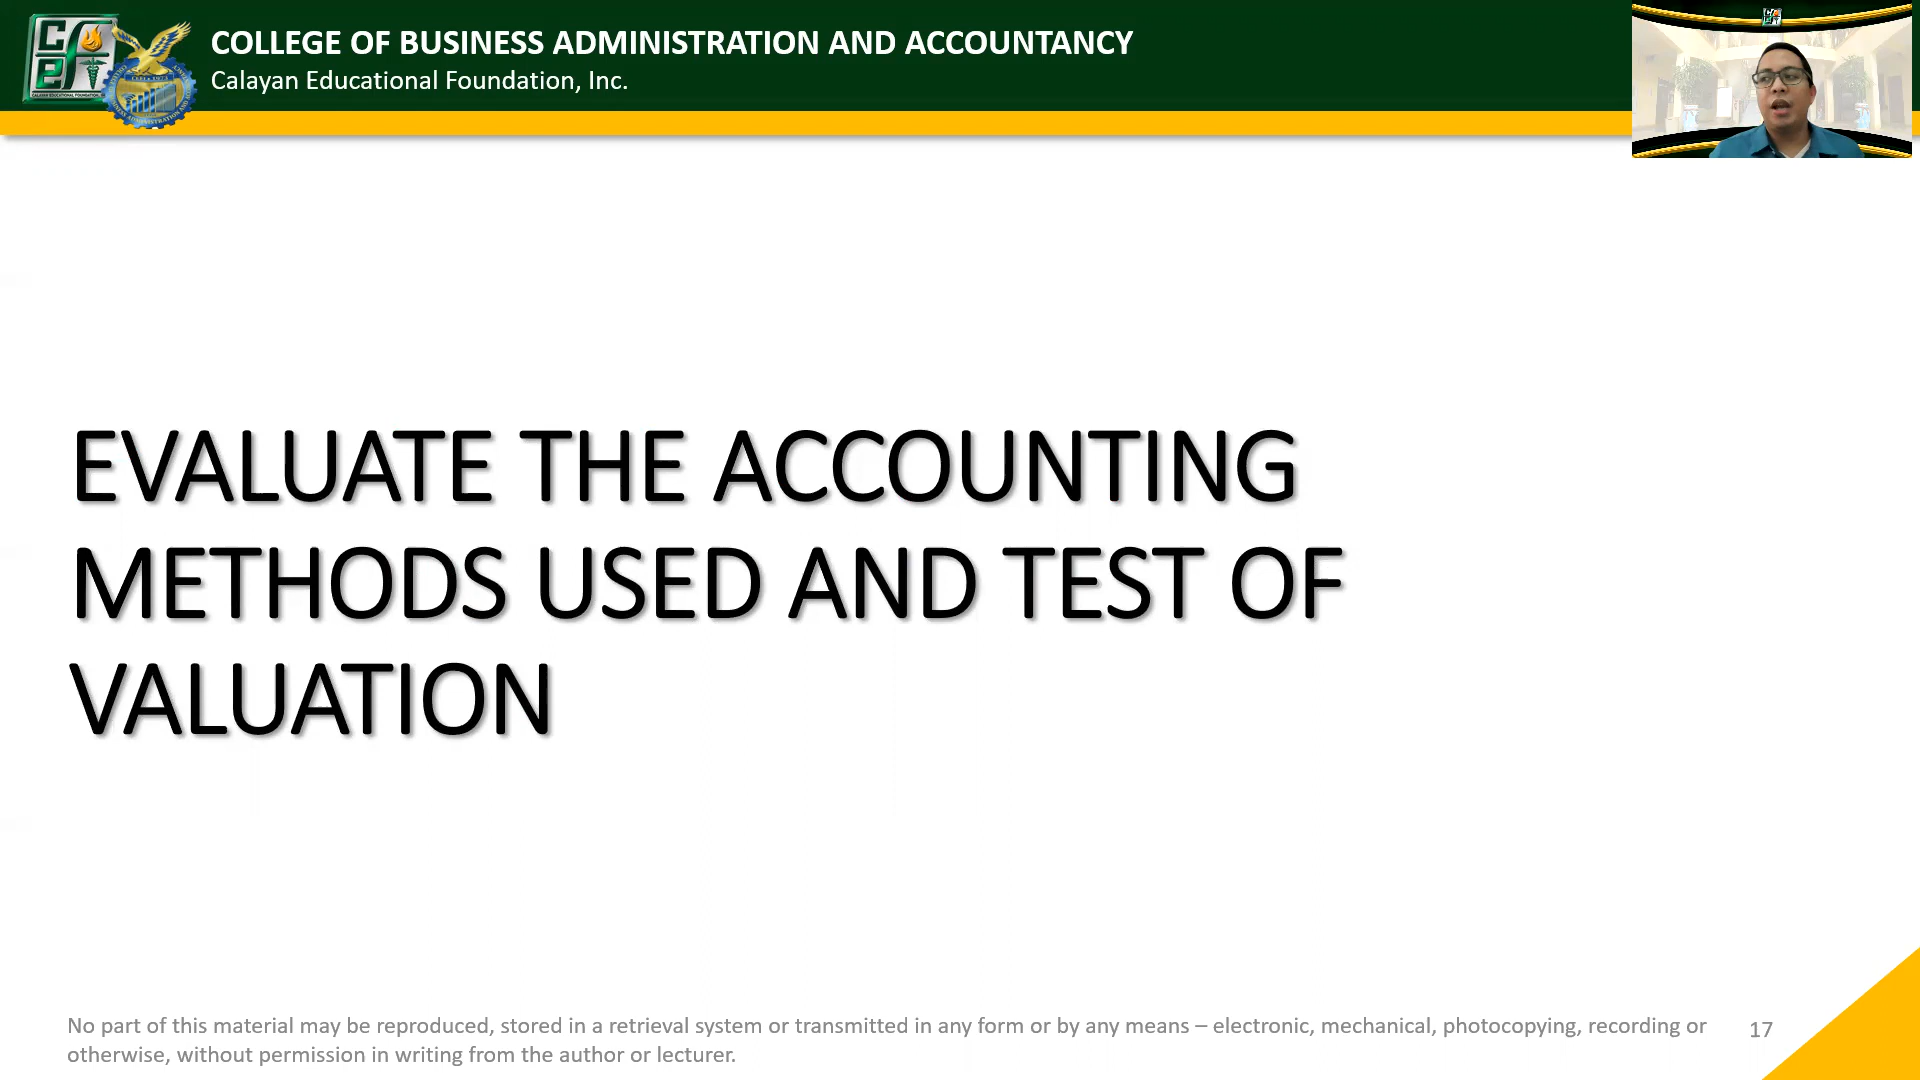 COLLEGE OF BUSINESS ADMINISTRATION AND ACCOUNTANCY
Calayan Educational Foundation, Inc.
EVALUATE THE ACCOUNTING
METHODS USED AND TEST OF
VALUATION
No part of this material may be reproduced, stored in a retrieval system or transmitted in any form or by any means – electronic, mechanical, photocopying, recording or
otherwise, without permission in writing from the author or lecturer.
17